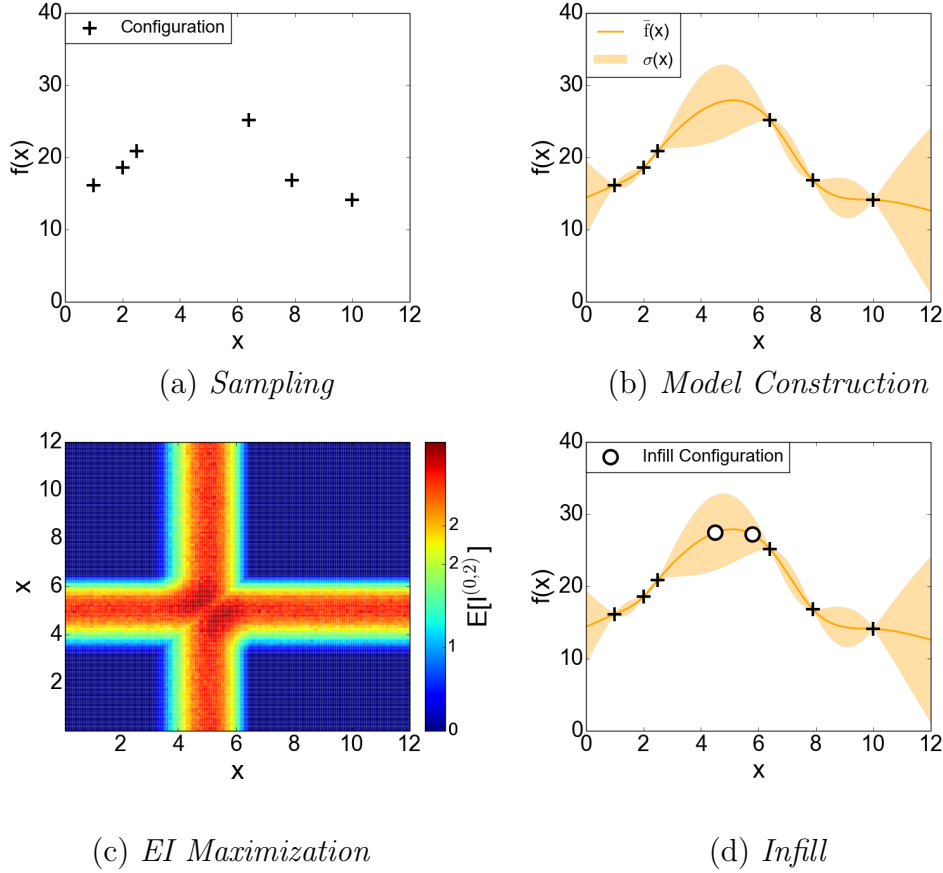 40
30
20
10
0
f(x)
Configuration
0 2 4 6 8 10 12
x
(a) Sampling
40
30
20
10
0
f(x)
f̄(x)
σ(x)
0 2 4 6 8 10 12
x
(b) Model Construction
12
10
8
6
4
2
x
2 4 6 8 10 12
x
2
2
1
0
E[I^(0,2)]
(c) EI Maximization
40
30
20
10
0
f(x)
Infill Configuration
0 2 4 6 8 10 12
x
(d) Infill